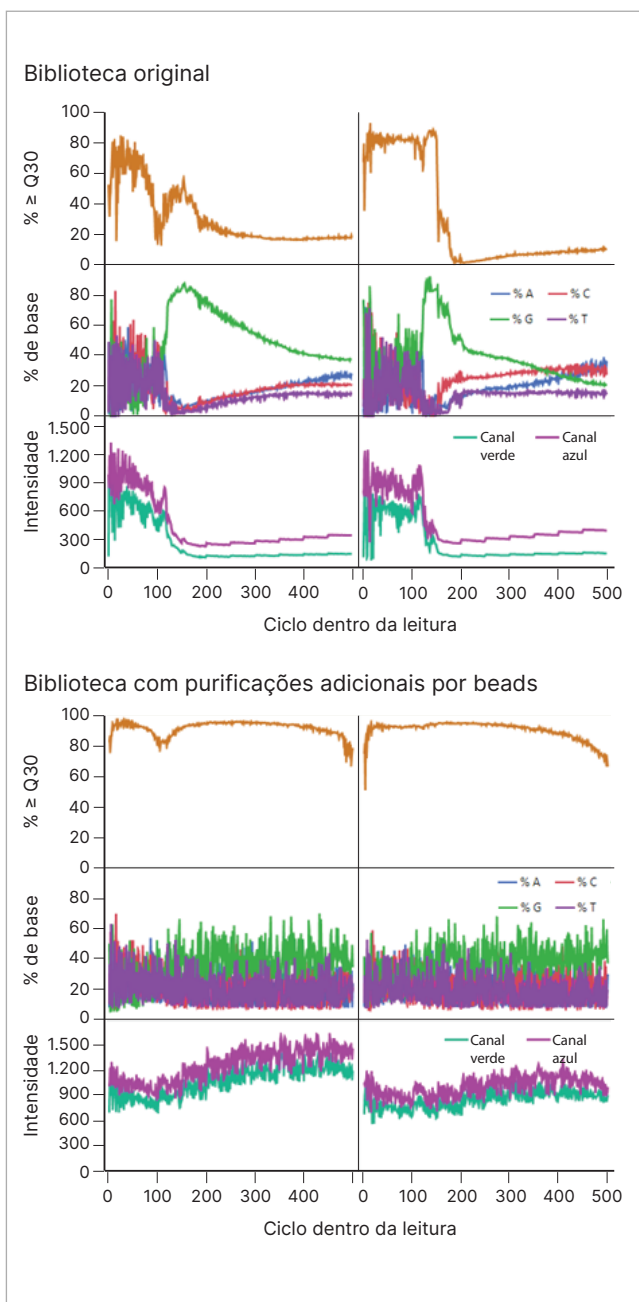 Biblioteca original
100
80
60
40
20
0
% ≥ Q30
80
60
40
20
0
% de base
% A % C
% G % T
1.500
1.200
900
600
300
0
Intensidade
Canal verde
Canal azul
0 100 200 300 400 0 100 200 300 400 500
Ciclo dentro da leitura
Biblioteca com purificações adicionais por beads
100
80
60
40
20
0
% ≥ Q30
80
60
40
20
0
% de base
% A % C
% G % T
1.500
1.200
900
600
300
0
Intensidade
Canal verde
Canal azul
0 100 200 300 400 0 100 200 300 400 500
Ciclo dentro da leitura